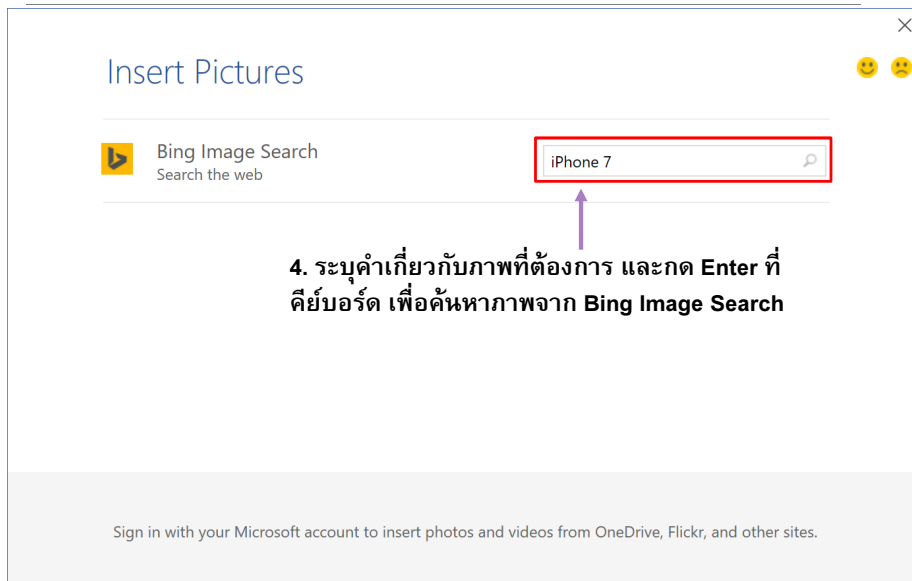 Insert Pictures
Bing Image Search
Search the web
iPhone 7
4. ระบุคำเกี่ยวกับภาพที่ต้องการ และกด Enter ที่
คีย์บอร์ด เพื่อค้นหาภาพจาก Bing Image Search
Sign in with your Microsoft account to insert photos and videos from OneDrive, Flickr, and other sites.